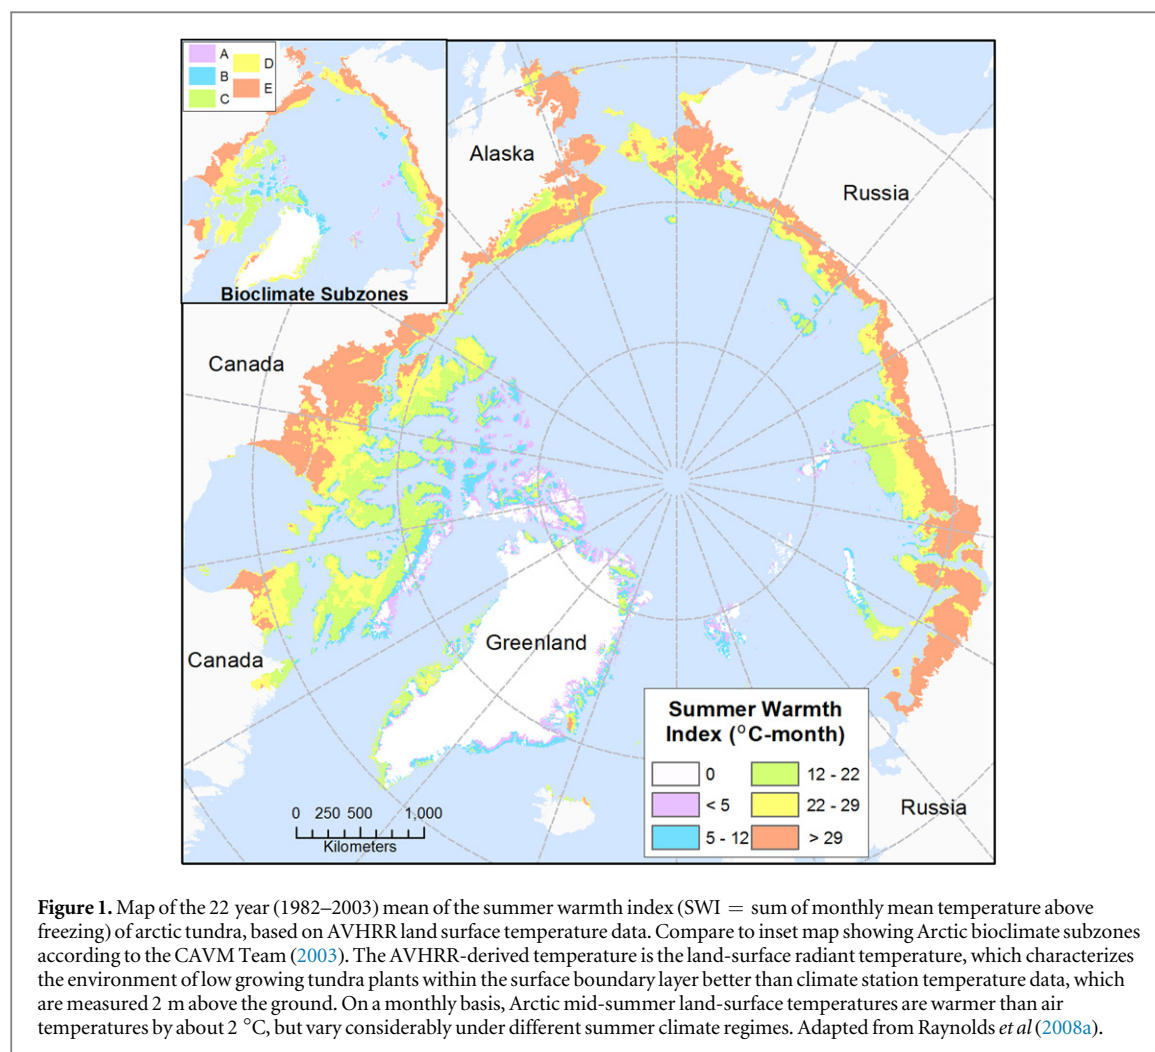 A
B
C
D
E
Bioclimate Subzones
Alaska
Russia
Canada
Canada
Greenland
Russia
Summer Warmth
Index (°C-month)
0
< 5
5 - 12
12 - 22
22 - 29
> 29
0 250 500 1,000
Kilometers
Figure 1. Map of the 22 year (1982–2003) mean of the summer warmth index (SWI = sum of monthly mean temperature above
freezing) of arctic tundra, based on AVHRR land surface temperature data. Compare to inset map showing Arctic bioclimate subzones
according to the CAVM Team (2003). The AVHRR-derived temperature is the land-surface radiant temperature, which characterizes
the environment of low growing tundra plants within the surface boundary layer better than climate station temperature data, which
are measured 2 m above the ground. On a monthly basis, Arctic mid-summer land-surface temperatures are warmer than air
temperatures by about 2 °C, but vary considerably under different summer climate regimes. Adapted from Raynolds et al (2008a).